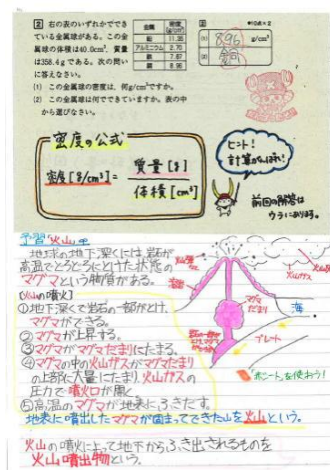 2 右の表のいずれかででき
ている金属球がある。この金
属球の体積は40.0cm³、質量
は358.4gである。次の問い
に答えなさい。
金属 密度(g/cm³)
鉛 11.35
アルミニウム 2.70
鉄 7.87
銅 8.96
(1) この金属球の密度は、何g/cm³ですか。
(2) この金属球は何でできていますか。表の中
から選びなさい。
2
(1) 8.96 g/cm³
(2) 銅
密度の公式
密度[g/cm³]=
質量[g]
体積[cm³]
ヒント!
計算がんばれ!
前回の解答は
ウラにあります。
予習 火山
地球の地下深くには、岩が
高温でとろとろにとけた状態の
マグマという物質がある。
[火山の噴火]
①地下深くで岩石の一部がとけ、
マグマができる。
②マグマが上昇する。
③マグマがマグマだまりにたまる。
④マグマの中の火山ガスがマグマだまり
の上部に大量にたまり、火山ガスの
圧力で噴火口が開く
⑤高温のマグマが地表にふきだす。
地表に噴出したマグマが固まってできた山を火山という。
火山の噴火によって地下からふき出されるものを
火山噴出物という。
火山ガス
マグマ
だまり
海
プレート
「ポニート」を使おう!